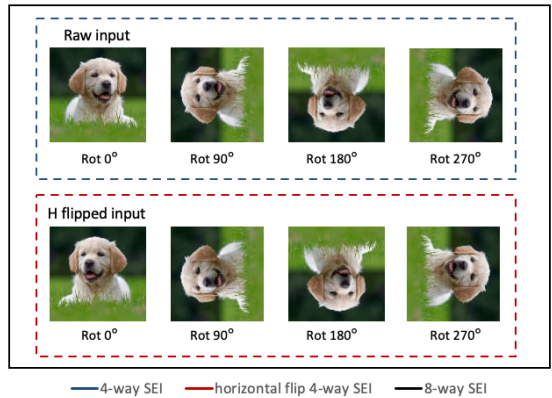 Raw input
Rot 0° Rot 90° Rot 180° Rot 270°
H flipped input
Rot 0° Rot 90° Rot 180° Rot 270°
4-way SEI horizontal flip 4-way SEI 8-way SEI